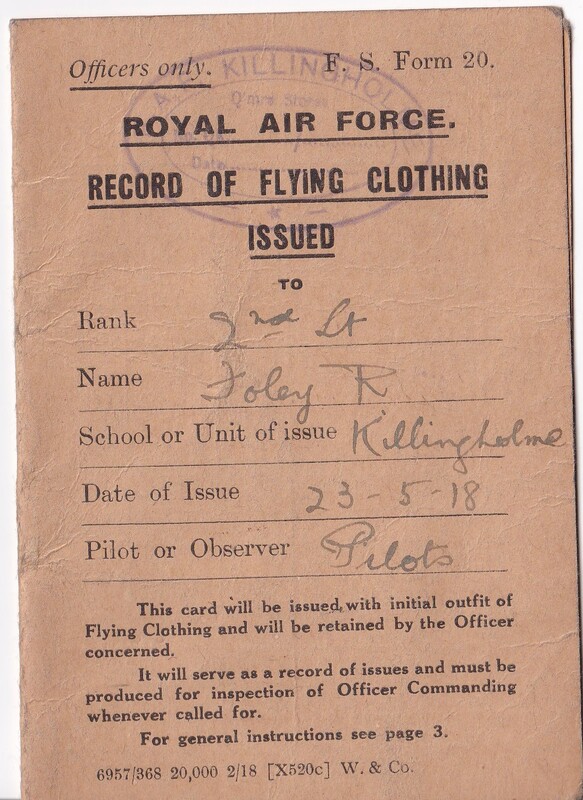 Officers only. F. S. Form 20.
KILLINGHOL
Q'mrs Stores
Date
ROYAL AIR FORCE.
RECORD OF FLYING CLOTHING
ISSUED
TO
Rank 2nd Lt
Name Foley R
School or Unit of issue Killingholme
Date of Issue 23-5-18
Pilot or Observer Pilots
This card will be issued with initial outfit of
Flying Clothing and will be retained by the Officer
concerned.
It will serve as a record of issues and must be
produced for inspection of Officer Commanding
whenever called for.
For general instructions see page 3.
6957/368 20,000 2/18 [X520c] W. & Co.